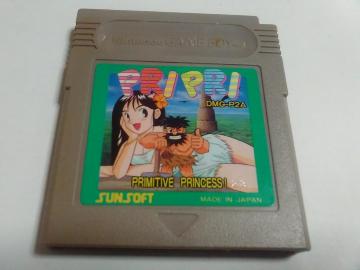 Nintendo GAME BOY
PRI PRI
DMG-P2A
PRIMITIVE PRINCESS!
SUNSOFT
MADE IN JAPAN